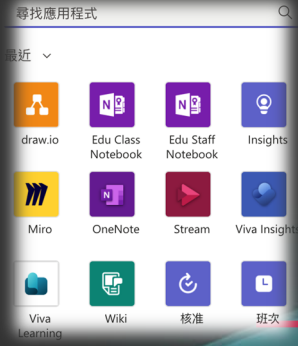 尋找應用程式
最近
draw.io
Edu Class
Notebook
Edu Staff
Notebook
Insights
Miro
OneNote
Stream
Viva Insights
Viva
Learning
Wiki
核准
班次